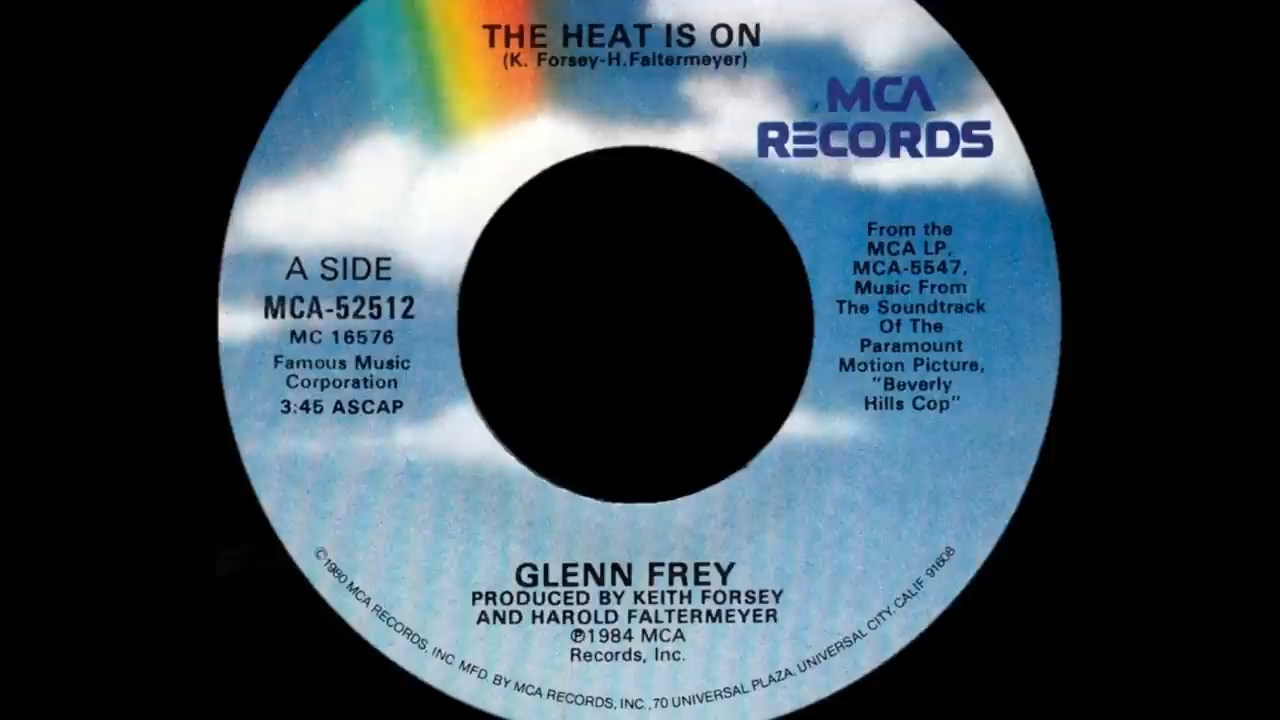 THE HEAT IS ON
(K. Forsey-H.Faltermeyer)
MCA
RECORDS
A SIDE
MCA-52512
MC 16576
Famous Music
Corporation
3:45 ASCAP
From the
MCA LP,
MCA-5547,
Music From
The Soundtrack
Of The
Paramount
Motion Picture,
"Beverly
Hills Cop"
GLENN FREY
PRODUCED BY KEITH FORSEY
AND HAROLD FALTERMEYER
℗1984 MCA
Records, Inc.
©1980 MCA RECORDS, INC. MFD. BY MCA RECORDS, INC., 70 UNIVERSAL PLAZA, UNIVERSAL CITY, CALIF. 91608